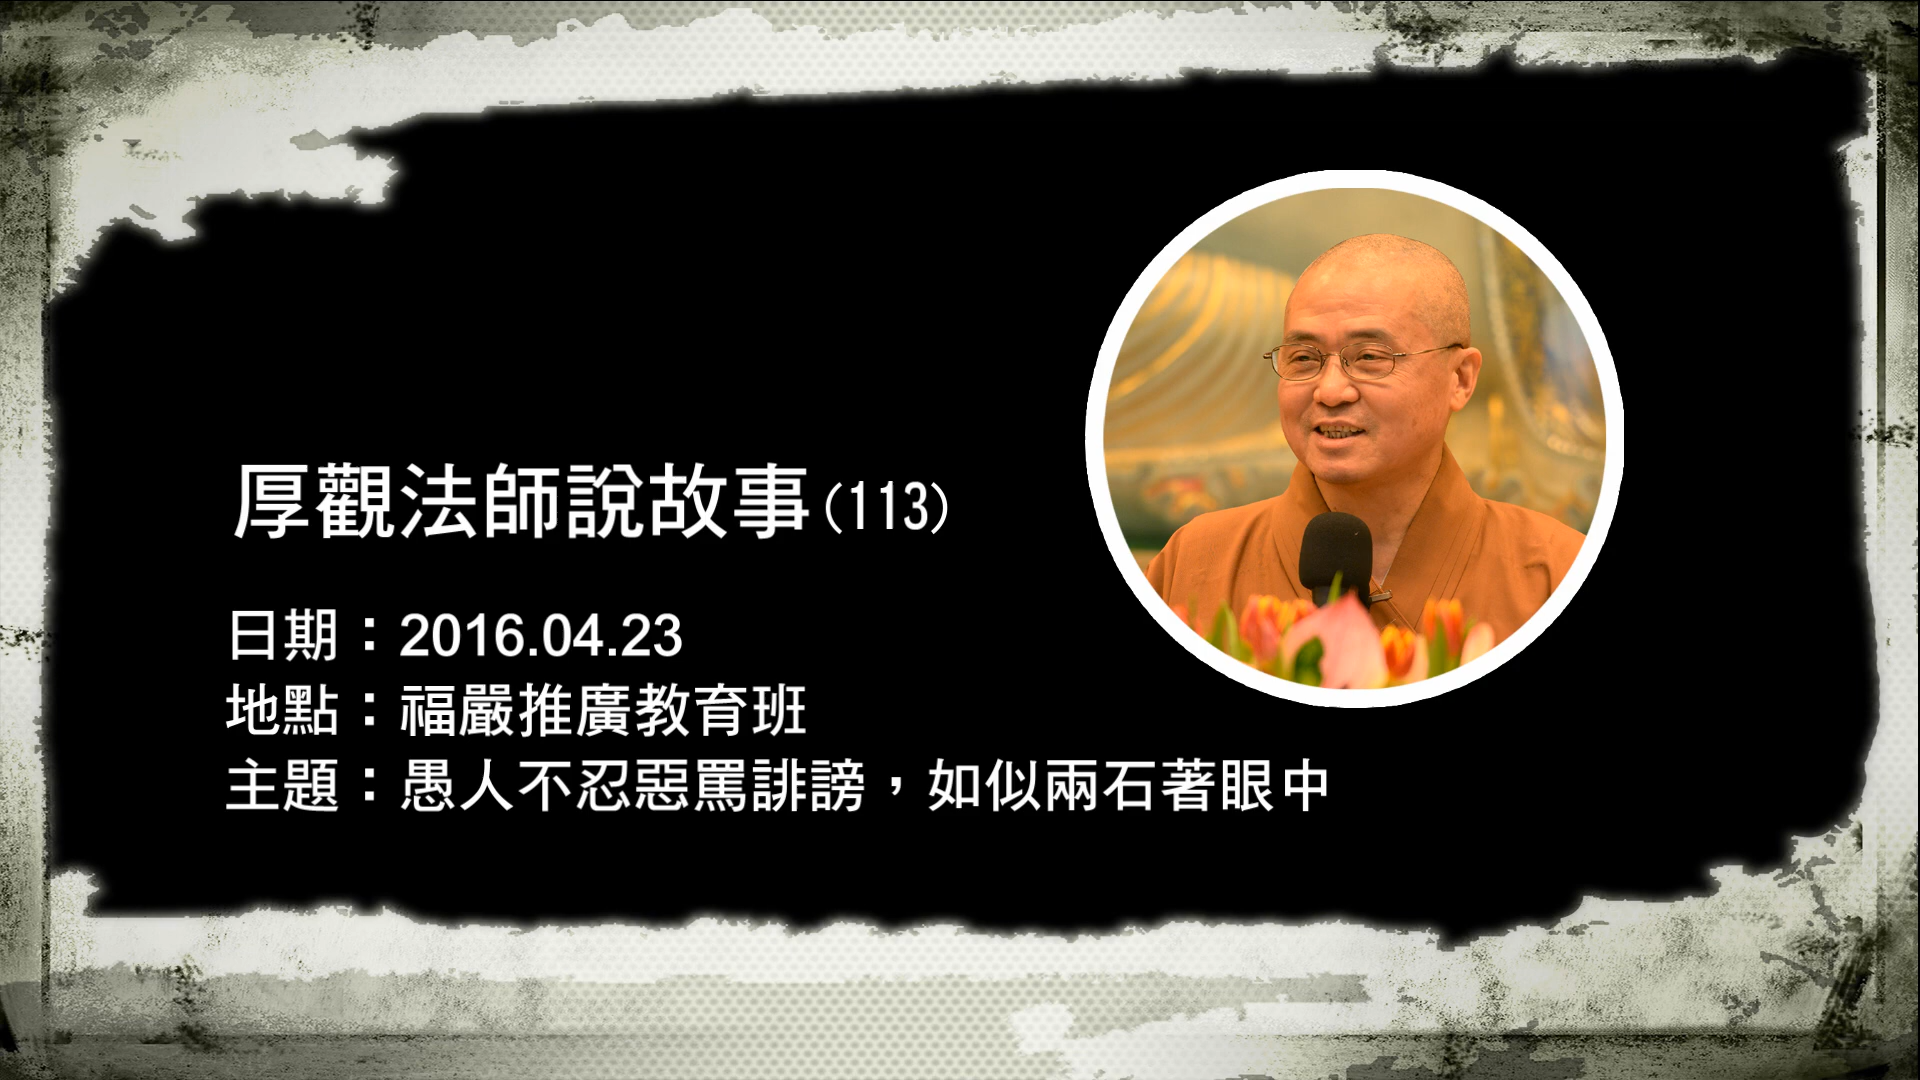 厚觀法師說故事(113)
日期：2016.04.23
地點：福嚴推廣教育班
主題：愚人不忍惡罵誹謗，如似兩石著眼中